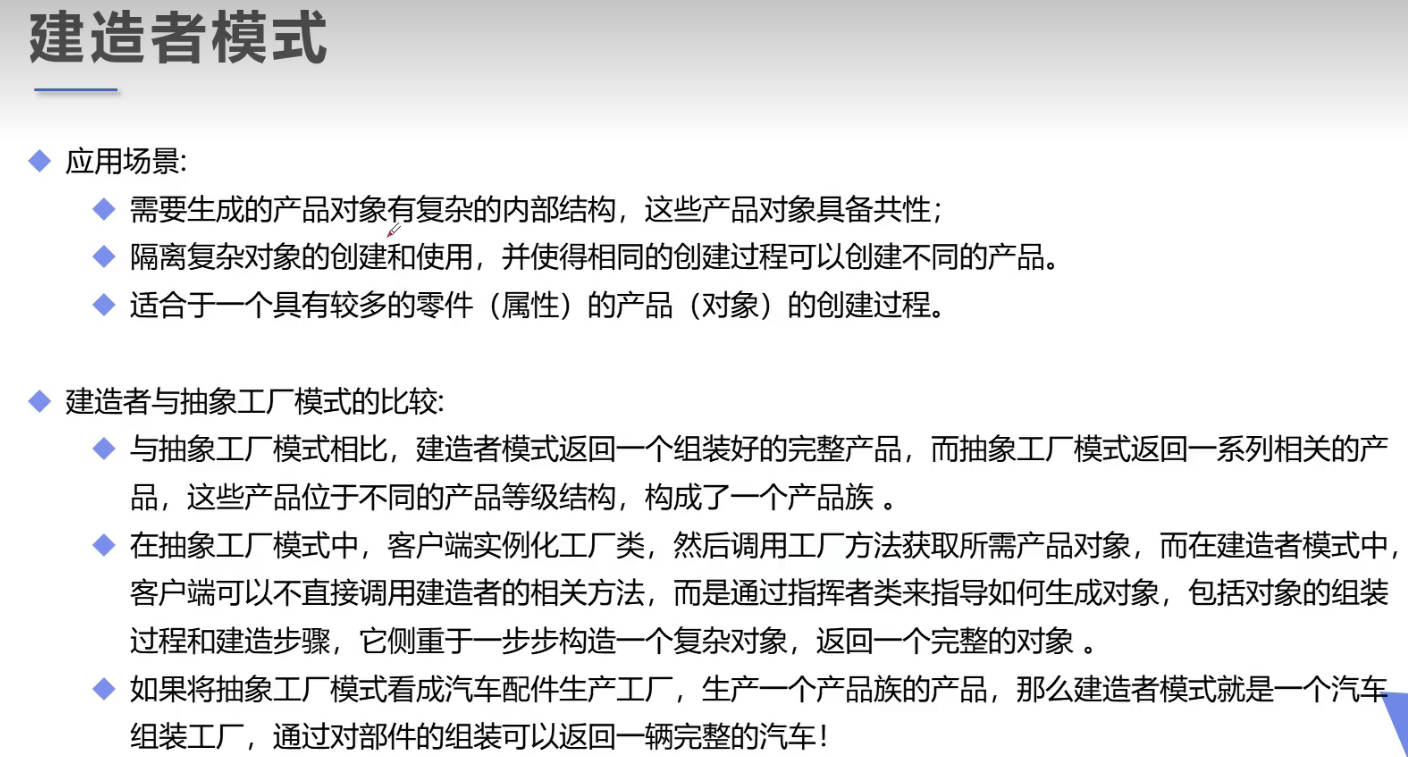 建造者模式
应用场景:
需要生成的产品对象有复杂的内部结构，这些产品对象具备共性；
隔离复杂对象的创建和使用，并使得相同的创建过程可以创建不同的产品。
适合于一个具有较多的零件（属性）的产品（对象）的创建过程。
建造者与抽象工厂模式的比较:
与抽象工厂模式相比，建造者模式返回一个组装好的完整产品，而抽象工厂模式返回一系列相关的产
品，这些产品位于不同的产品等级结构，构成了一个产品族 。
在抽象工厂模式中，客户端实例化工厂类，然后调用工厂方法获取所需产品对象，而在建造者模式中，
客户端可以不直接调用建造者的相关方法，而是通过指挥者类来指导如何生成对象，包括对象的组装
过程和建造步骤，它侧重于一步步构造一个复杂对象，返回一个完整的对象 。
如果将抽象工厂模式看成汽车配件生产工厂，生产一个产品族的产品，那么建造者模式就是一个汽车
组装工厂，通过对部件的组装可以返回一辆完整的汽车！